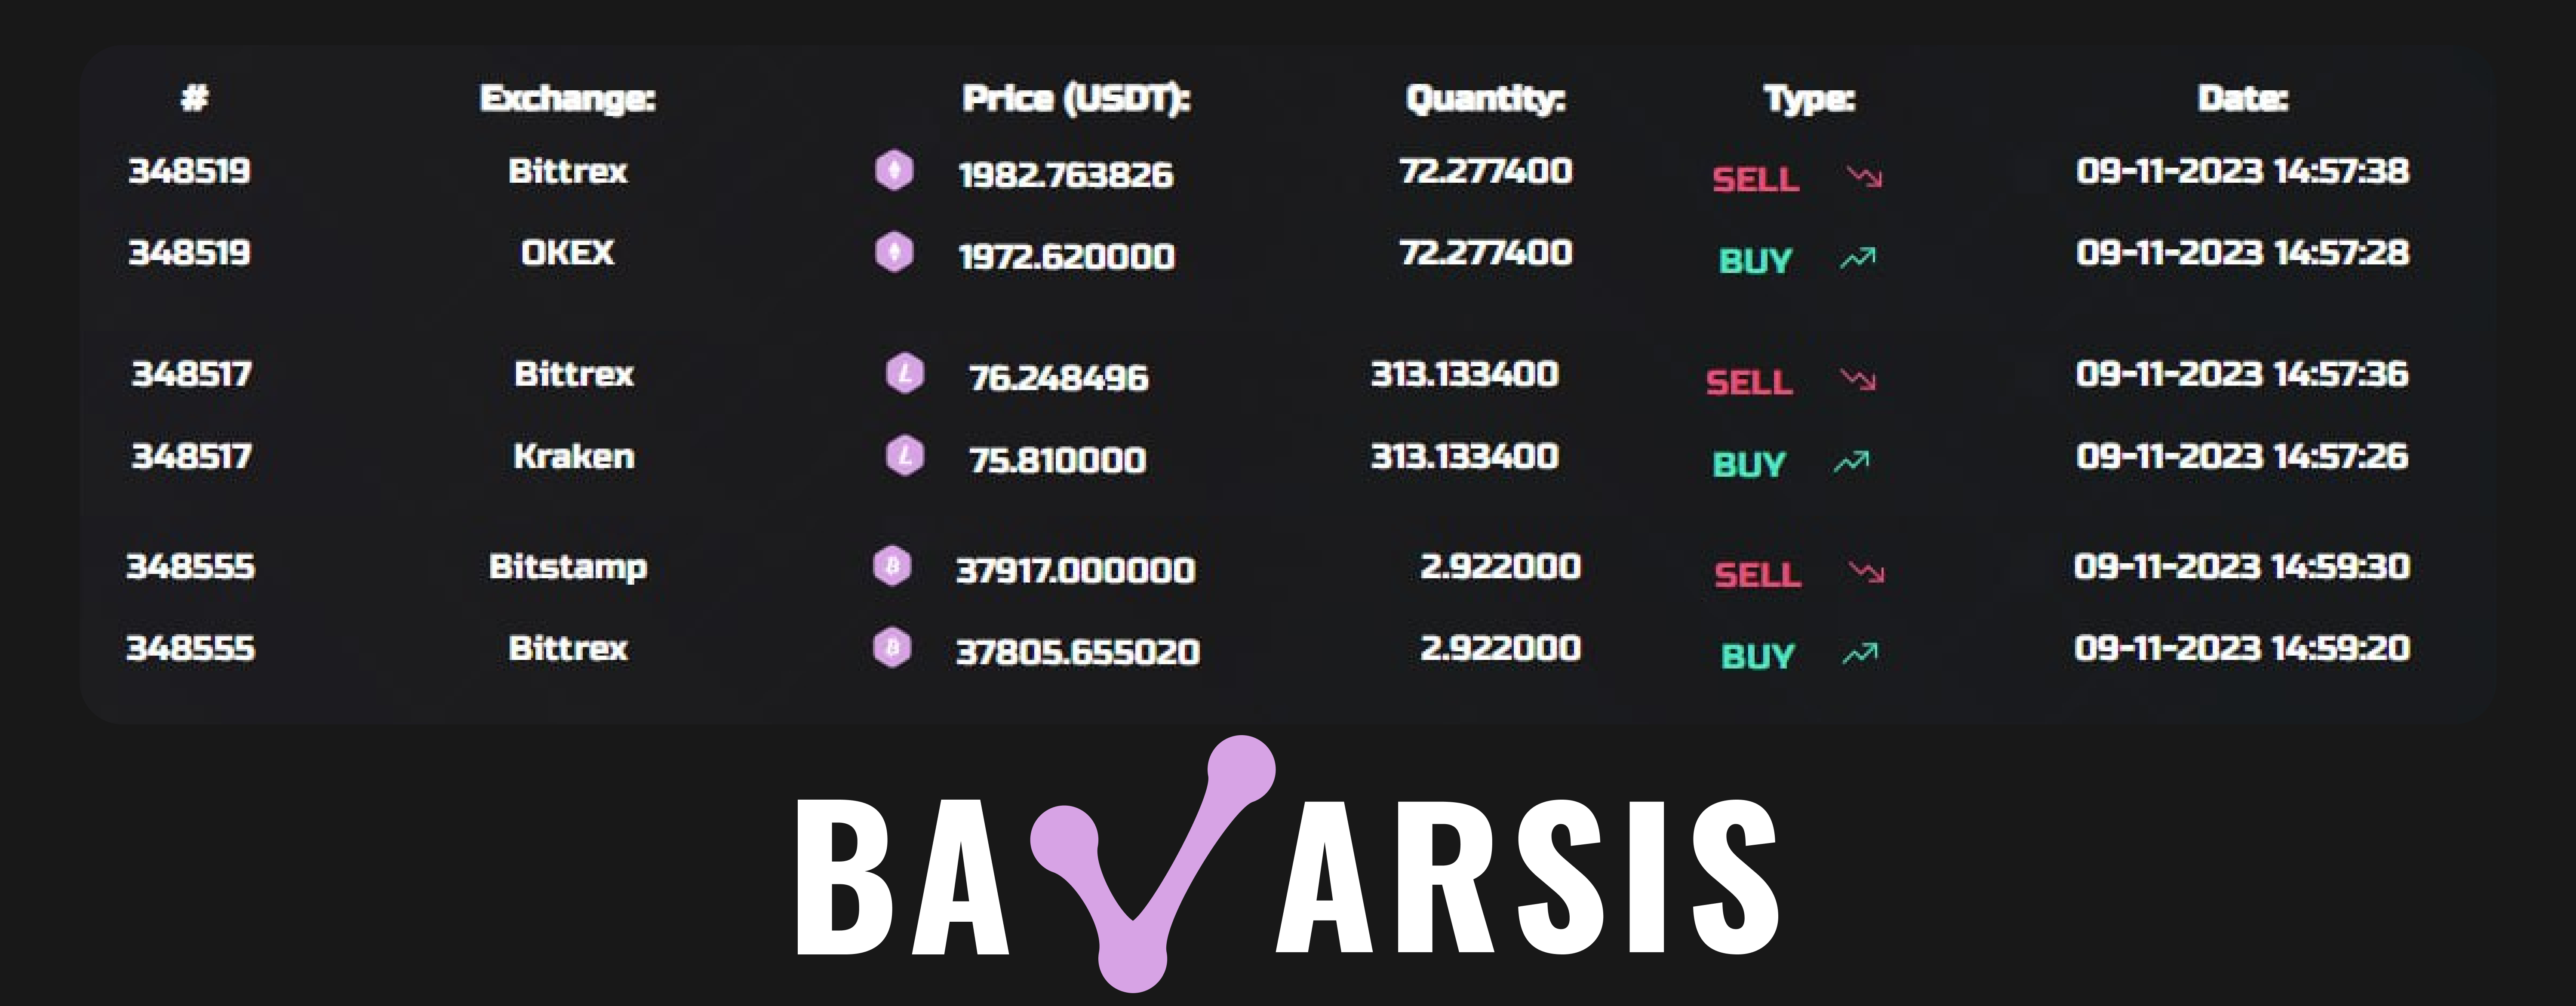 # Exchange: Price (USDT): Quantity: Type: Date:
348519 Bittrex 1982.763826 72.277400 SELL 09-11-2023 14:57:38
348519 OKEX 1972.620000 72.277400 BUY 09-11-2023 14:57:28
348517 Bittrex 76.248496 313.133400 SELL 09-11-2023 14:57:36
348517 Kraken 75.810000 313.133400 BUY 09-11-2023 14:57:26
348555 Bitstamp 37917.000000 2.922000 SELL 09-11-2023 14:59:30
348555 Bittrex 37805.655020 2.922000 BUY 09-11-2023 14:59:20
BAVARSIS